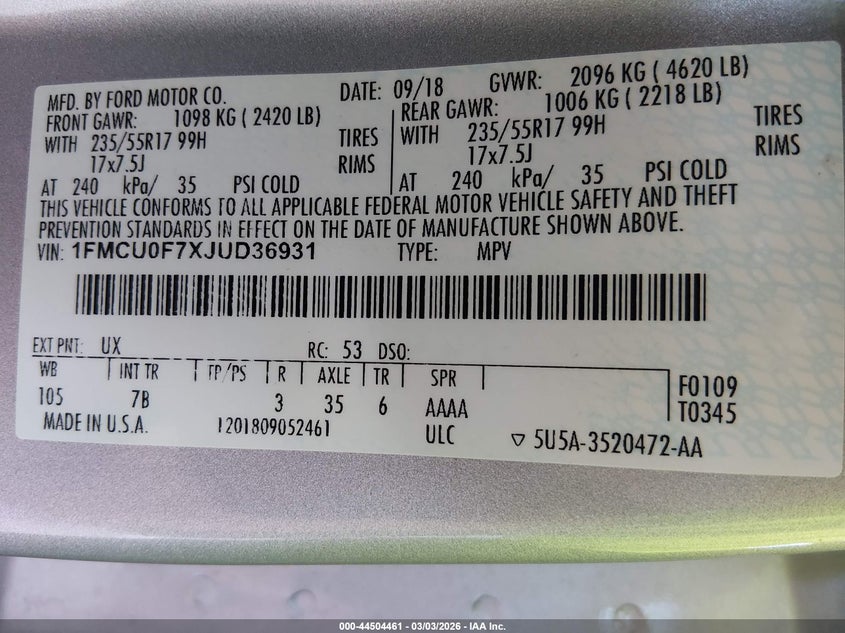 MFD. BY FORD MOTOR CO. DATE: 09/18 GVWR: 2096 KG ( 4620 LB)
FRONT GAWR: 1098 KG ( 2420 LB) REAR GAWR: 1006 KG ( 2218 LB)
WITH 235/55R17 99H TIRES WITH 235/55R17 99H TIRES
17x7.5J RIMS 17x7.5J RIMS
AT 240 kPa/ 35 PSI COLD AT 240 kPa/ 35 PSI COLD
THIS VEHICLE CONFORMS TO ALL APPLICABLE FEDERAL MOTOR VEHICLE SAFETY AND THEFT
PREVENTION STANDARDS IN EFFECT ON THE DATE OF MANUFACTURE SHOWN ABOVE.
VIN: 1FMCU0F7XJUD36931 TYPE: MPV
EXT PNT: UX RC: 53 DSO:
WB INT TR TP/PS R AXLE TR SPR F0109
105 7B 3 35 6 AAAA T0345
MADE IN U.S.A. 1201809052461 ULC 5U5A-3520472-AA
000-44504461 - 03/03/2026 - IAA Inc.